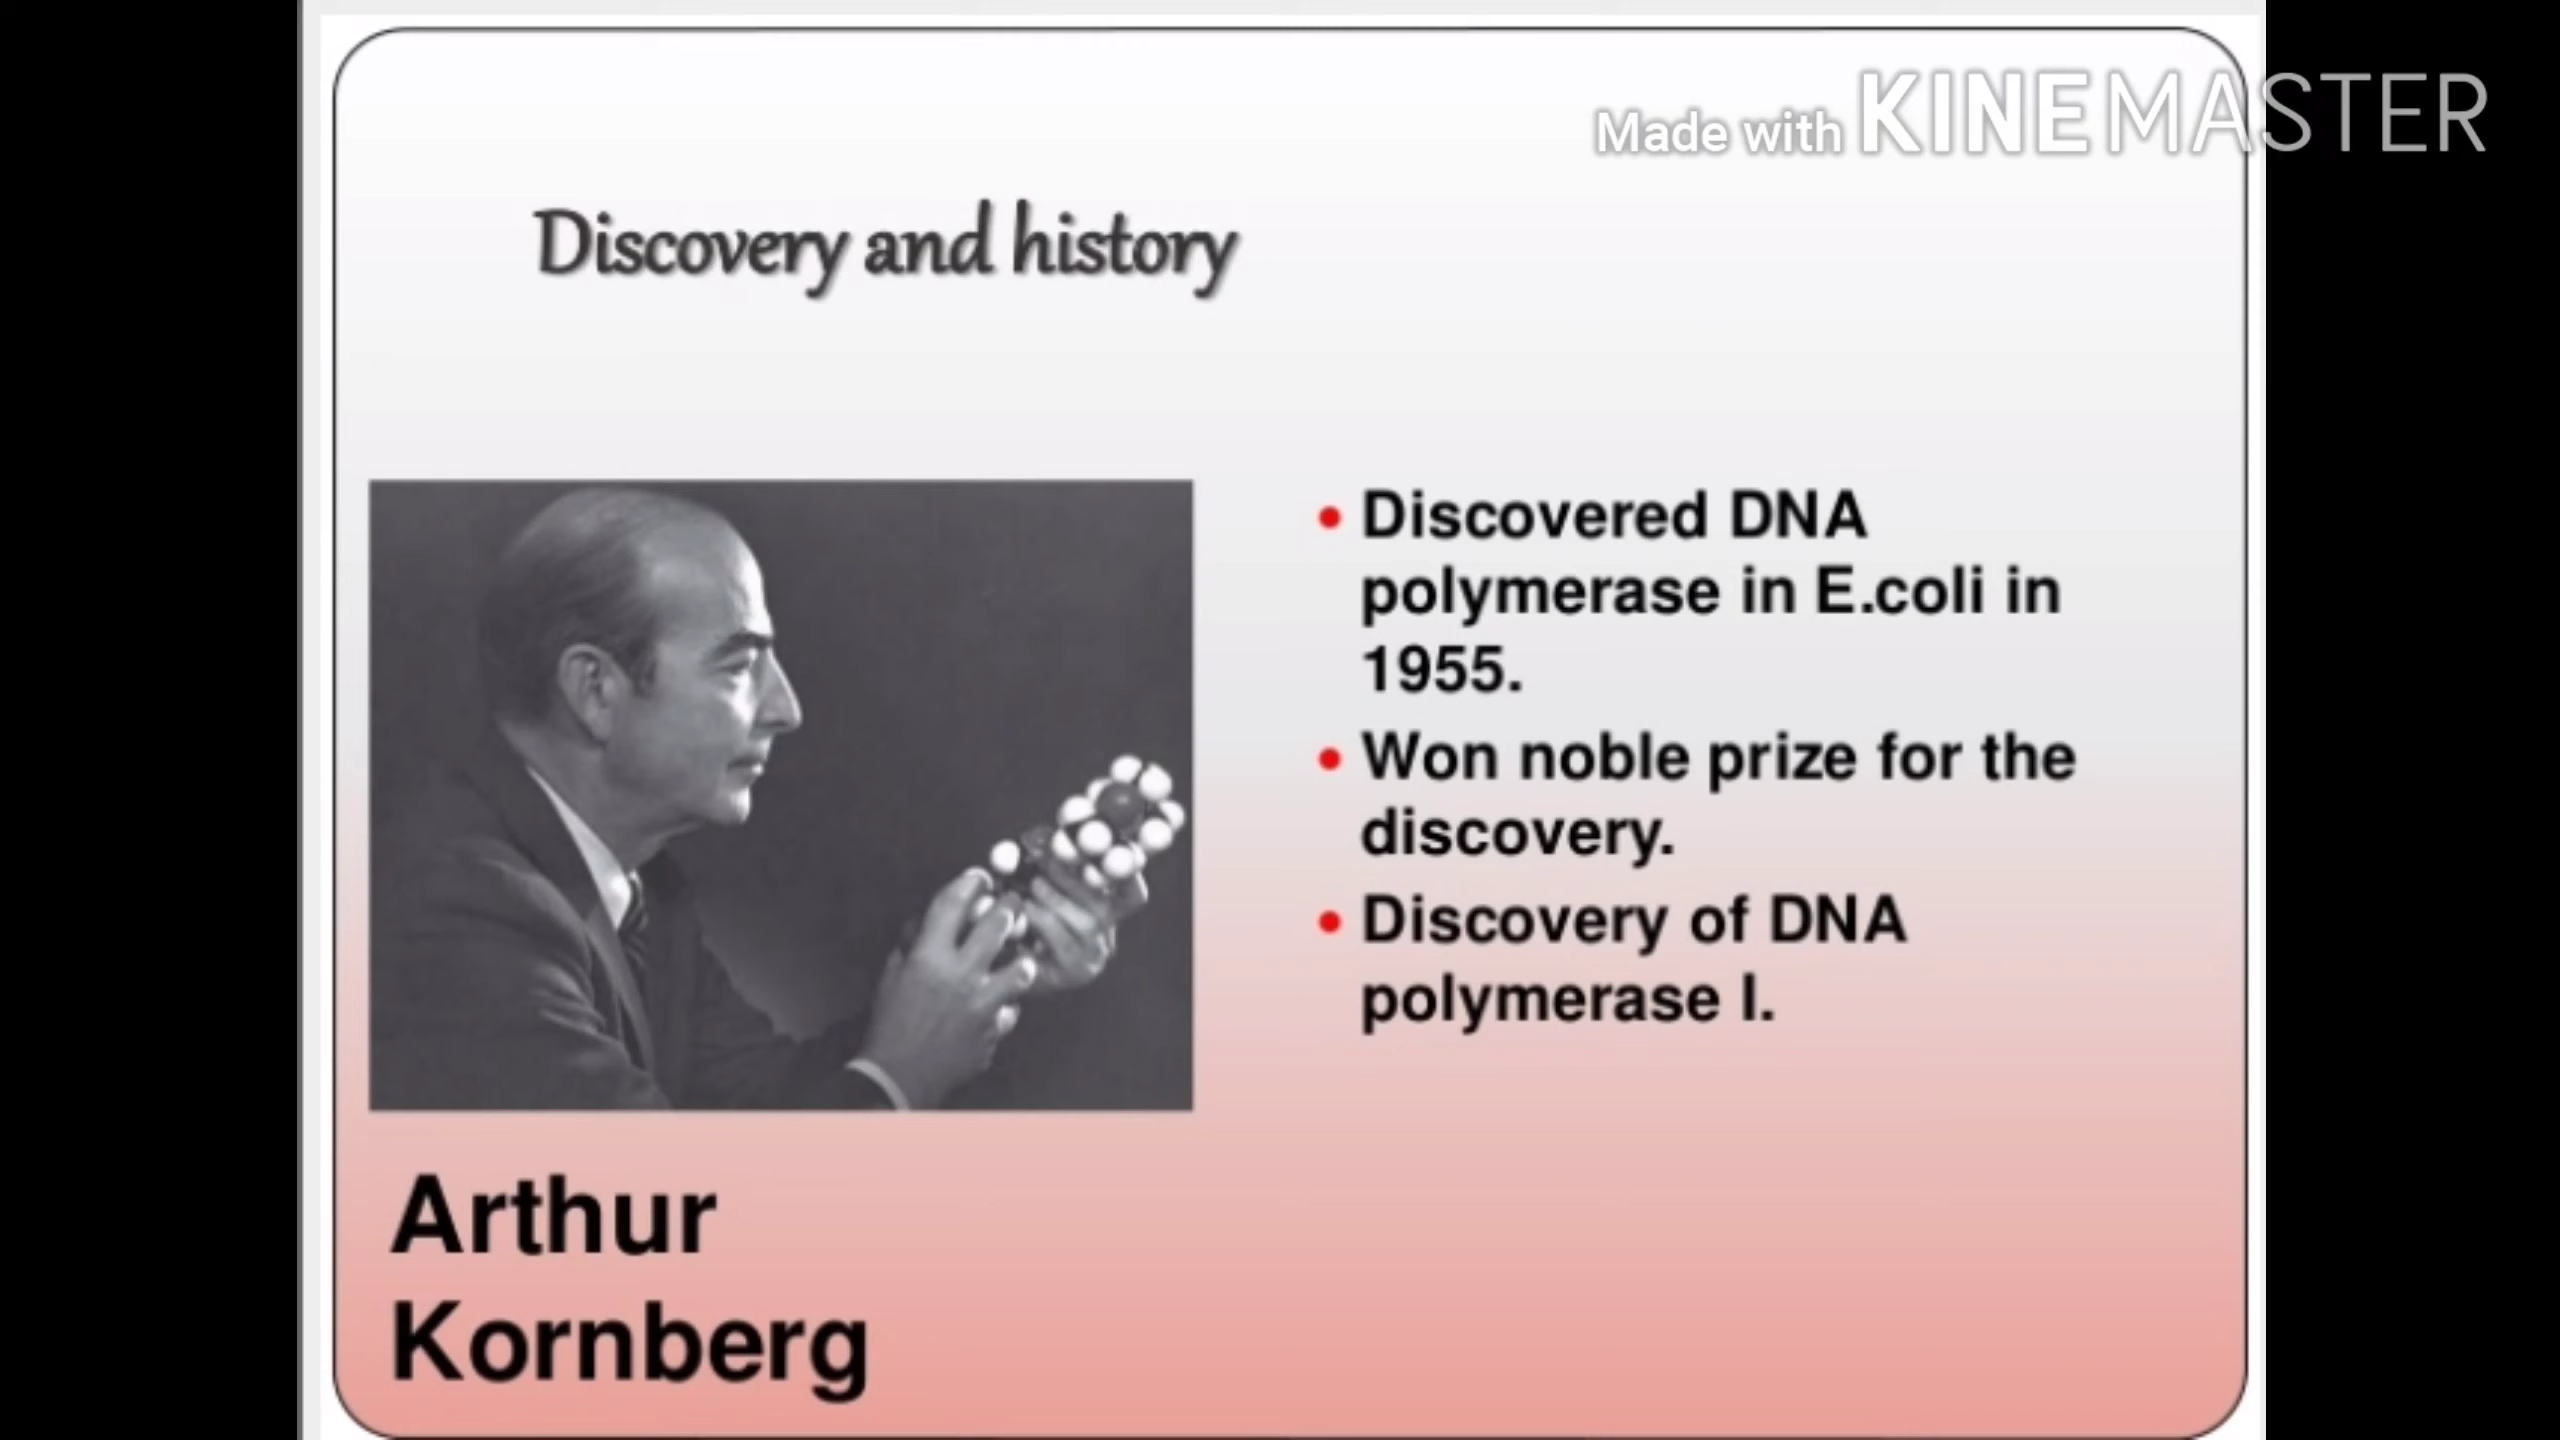 Made with KINEMASTER
Discovery and history
• Discovered DNA
polymerase in E.coli in
1955.
• Won noble prize for the
discovery.
• Discovery of DNA
polymerase I.
Arthur
Kornberg